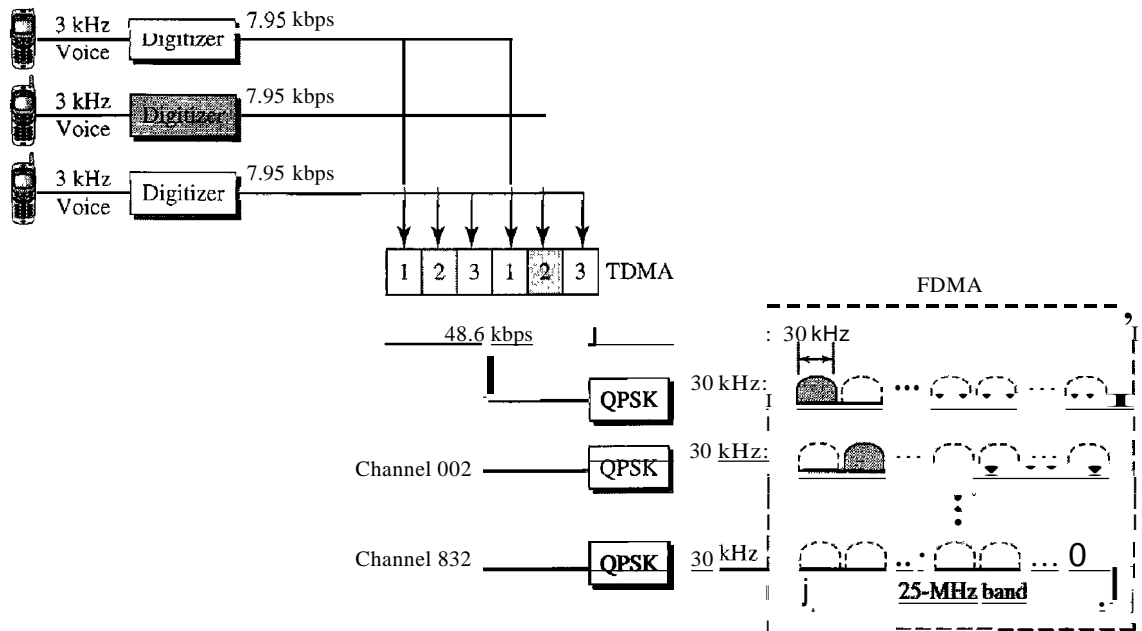 3 kHz
Voice
Digitizer
7.95 kbps
3 kHz
Voice
Digitizer
7.95 kbps
3 kHz
Voice
Digitizer
7.95 kbps
1 2 3 1 2 3 TDMA
FDMA
48.6 kbps
: 30 kHz
QPSK
30 kHz:
Channel 002
QPSK
30 kHz:
Channel 832
QPSK
30 kHz
0
25-MHz band